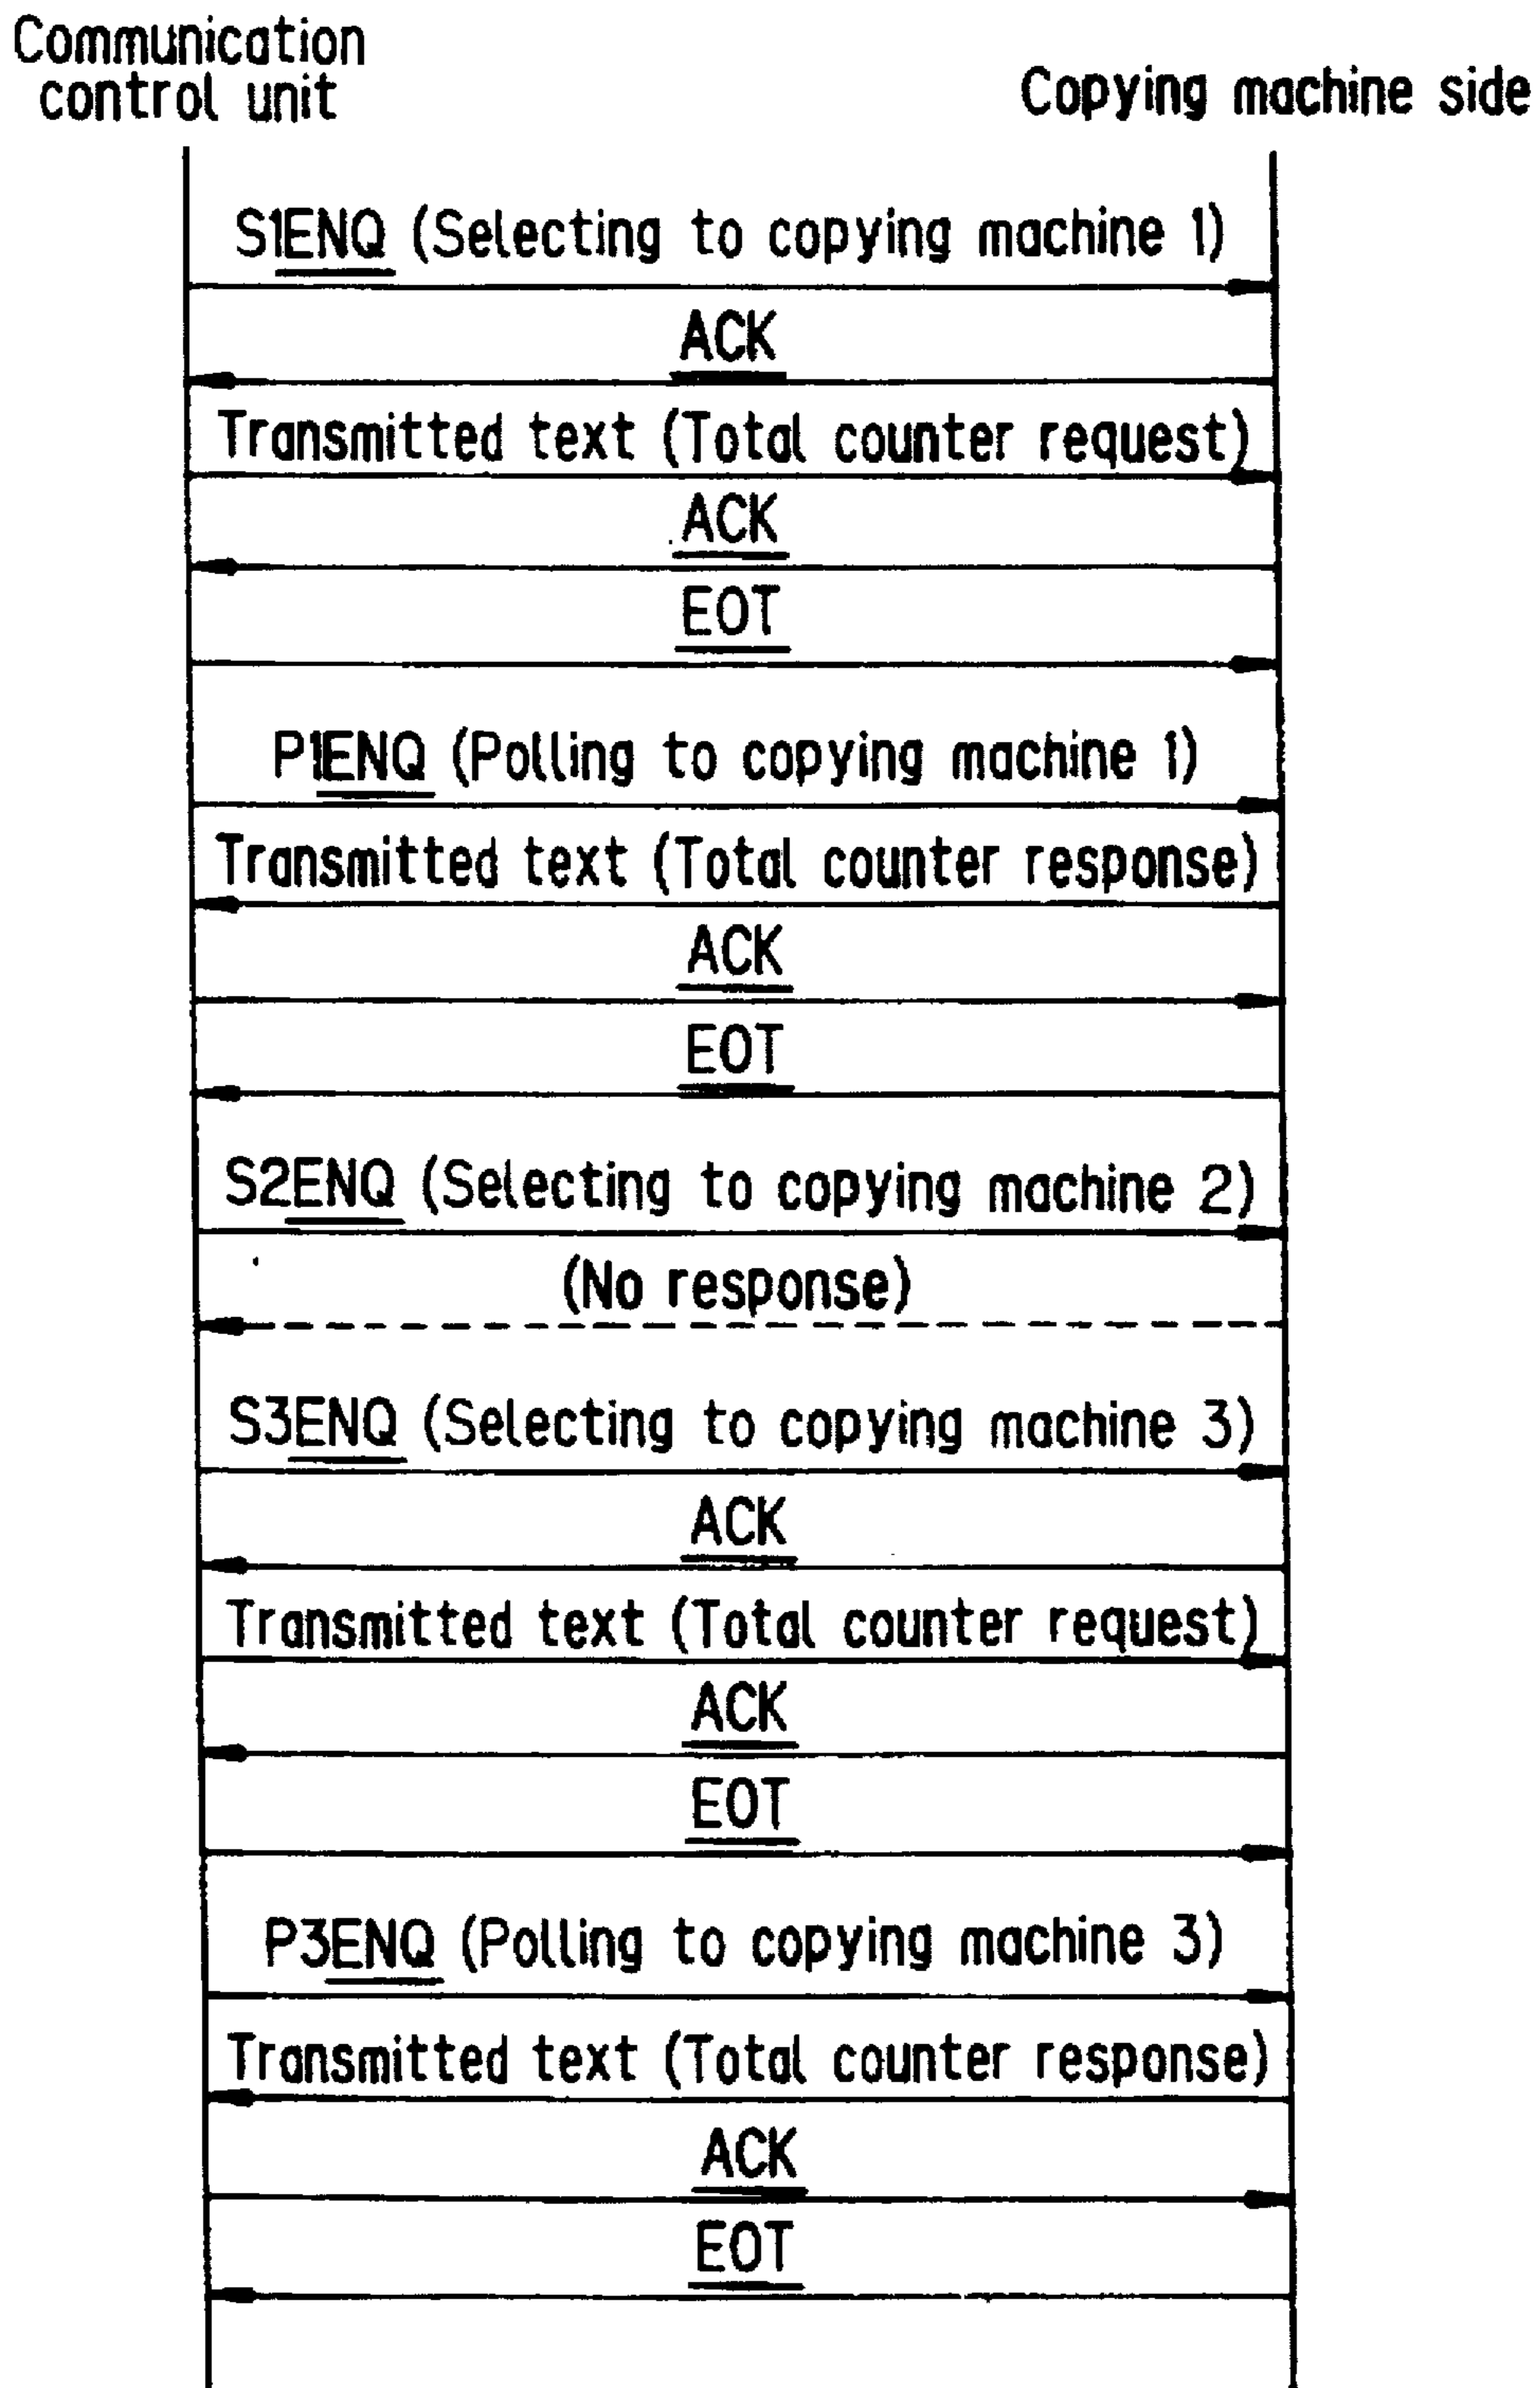 Communication
control unit
Copying machine side
S1ENQ (Selecting to copying machine 1)
ACK
Transmitted text (Total counter request)
ACK
EOT
P1ENQ (Polling to copying machine 1)
Transmitted text (Total counter response)
ACK
EOT
S2ENQ (Selecting to copying machine 2)
(No response)
S3ENQ (Selecting to copying machine 3)
ACK
Transmitted text (Total counter request)
ACK
EOT
P3ENQ (Polling to copying machine 3)
Transmitted text (Total counter response)
ACK
EOT